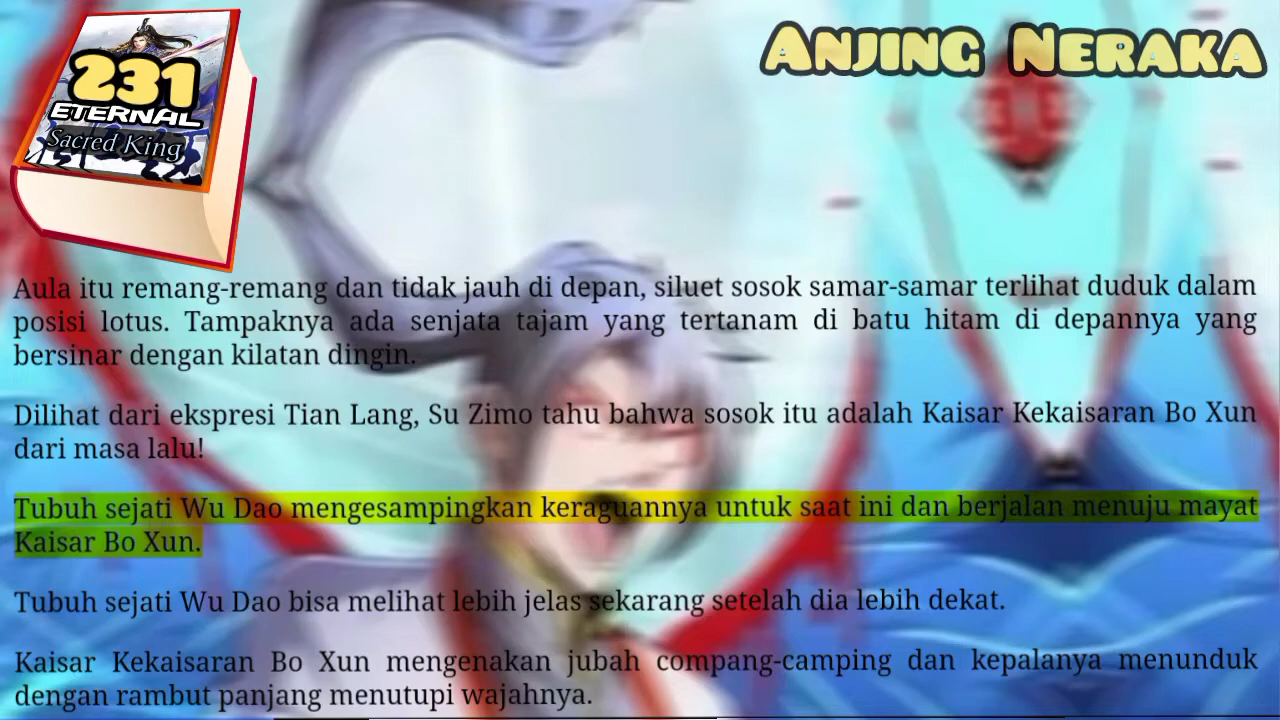 231
ETERNAL
Sacred King
ANJING NERAKA
Aula itu remang-remang dan tidak jauh di depan, siluet sosok samar-samar terlihat duduk dalam
posisi lotus. Tampaknya ada senjata tajam yang tertanam di batu hitam di depannya yang
bersinar dengan kilatan dingin.
Dilihat dari ekspresi Tian Lang, Su Zimo tahu bahwa sosok itu adalah Kaisar Kekaisaran Bo Xun
dari masa lalu!
Tubuh sejati Wu Dao mengesampingkan keraguannya untuk saat ini dan berjalan menuju mayat
Kaisar Bo Xun.
Tubuh sejati Wu Dao bisa melihat lebih jelas sekarang setelah dia lebih dekat.
Kaisar Kekaisaran Bo Xun mengenakan jubah compang-camping dan kepalanya menunduk
dengan rambut panjang menutupi wajahnya.